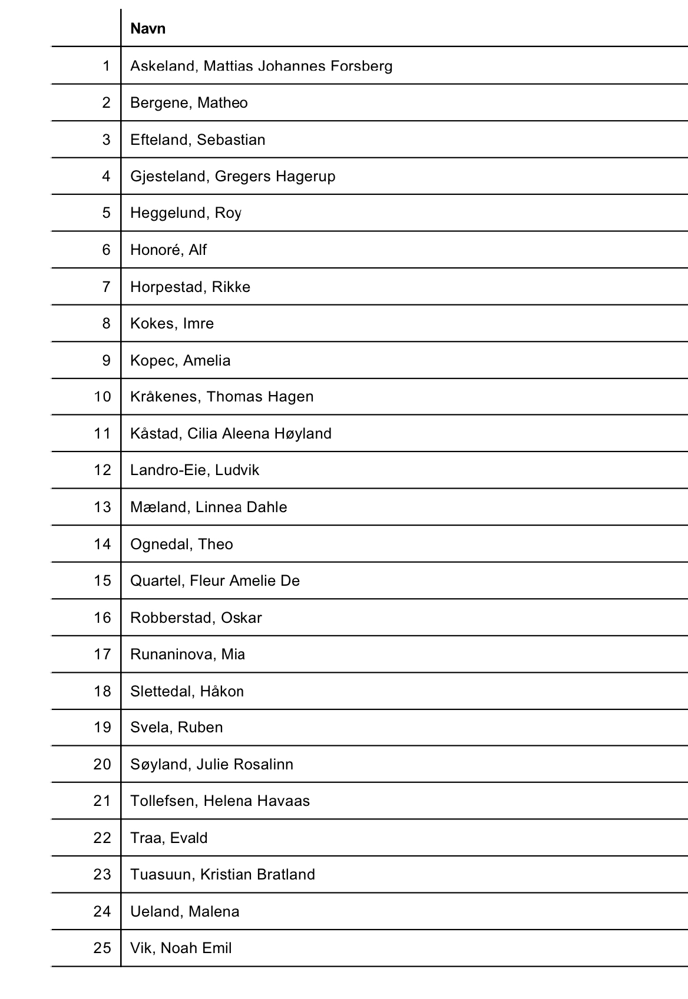 Navn
1 Askeland, Mattias Johannes Forsberg
2 Bergene, Matheo
3 Efteland, Sebastian
4 Gjesteland, Gregers Hagerup
5 Heggelund, Roy
6 Honoré, Alf
7 Horpestad, Rikke
8 Kokes, Imre
9 Kopec, Amelia
10 Kråkenes, Thomas Hagen
11 Kåstad, Cilia Aleena Høyland
12 Landro-Eie, Ludvik
13 Mæland, Linnea Dahle
14 Ognedal, Theo
15 Quartel, Fleur Amelie De
16 Robberstad, Oskar
17 Runaninova, Mia
18 Slettedal, Håkon
19 Svela, Ruben
20 Søyland, Julie Rosalinn
21 Tollefsen, Helena Havaas
22 Traa, Evald
23 Tuasuun, Kristian Bratland
24 Ueland, Malena
25 Vik, Noah Emil